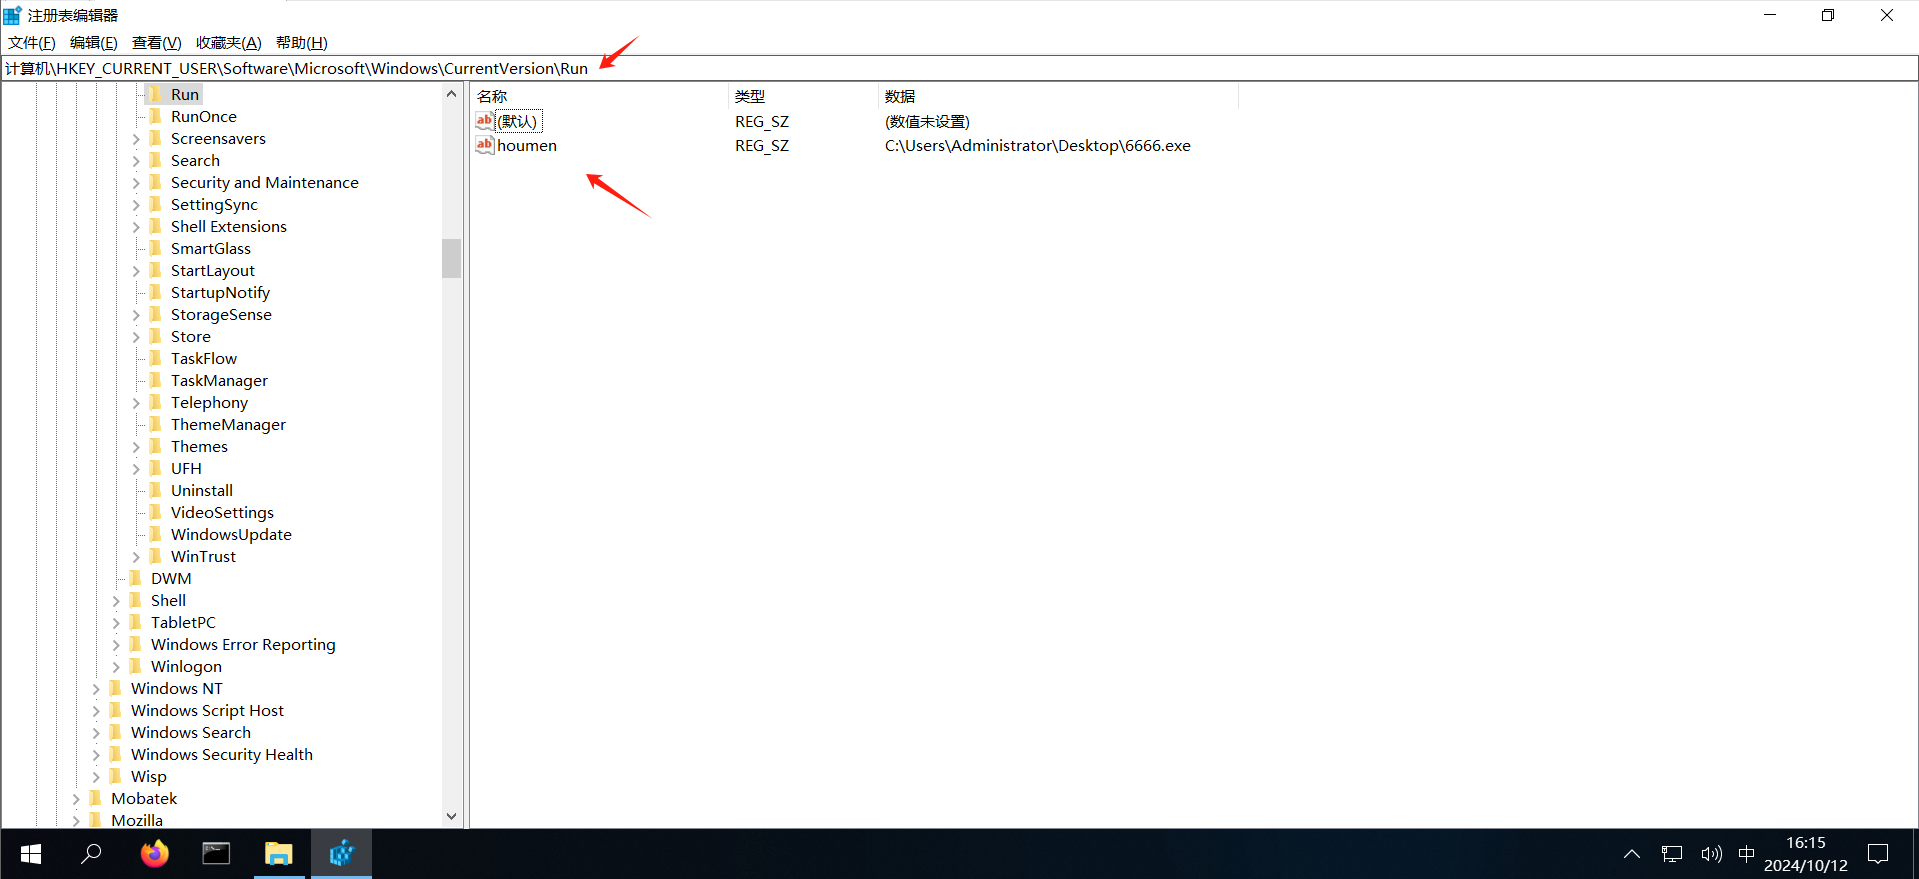 注册表编辑器
文件(F) 编辑(E) 查看(V) 收藏夹(A) 帮助(H)
计算机\HKEY_CURRENT_USER\Software\Microsoft\Windows\CurrentVersion\Run
Run
RunOnce
Screensavers
Search
Security and Maintenance
SettingSync
Shell Extensions
SmartGlass
StartLayout
StartupNotify
StorageSense
Store
TaskFlow
TaskManager
Telephony
ThemeManager
Themes
UFH
Uninstall
VideoSettings
WindowsUpdate
WinTrust
DWM
Shell
TabletPC
Windows Error Reporting
Winlogon
Windows NT
Windows Script Host
Windows Search
Windows Security Health
Wisp
Mobatek
Mozilla
名称 类型 数据
ab (默认) REG_SZ (数值未设置)
ab houmen REG_SZ C:\Users\Administrator\Desktop\6666.exe
中
16:15
2024/10/12